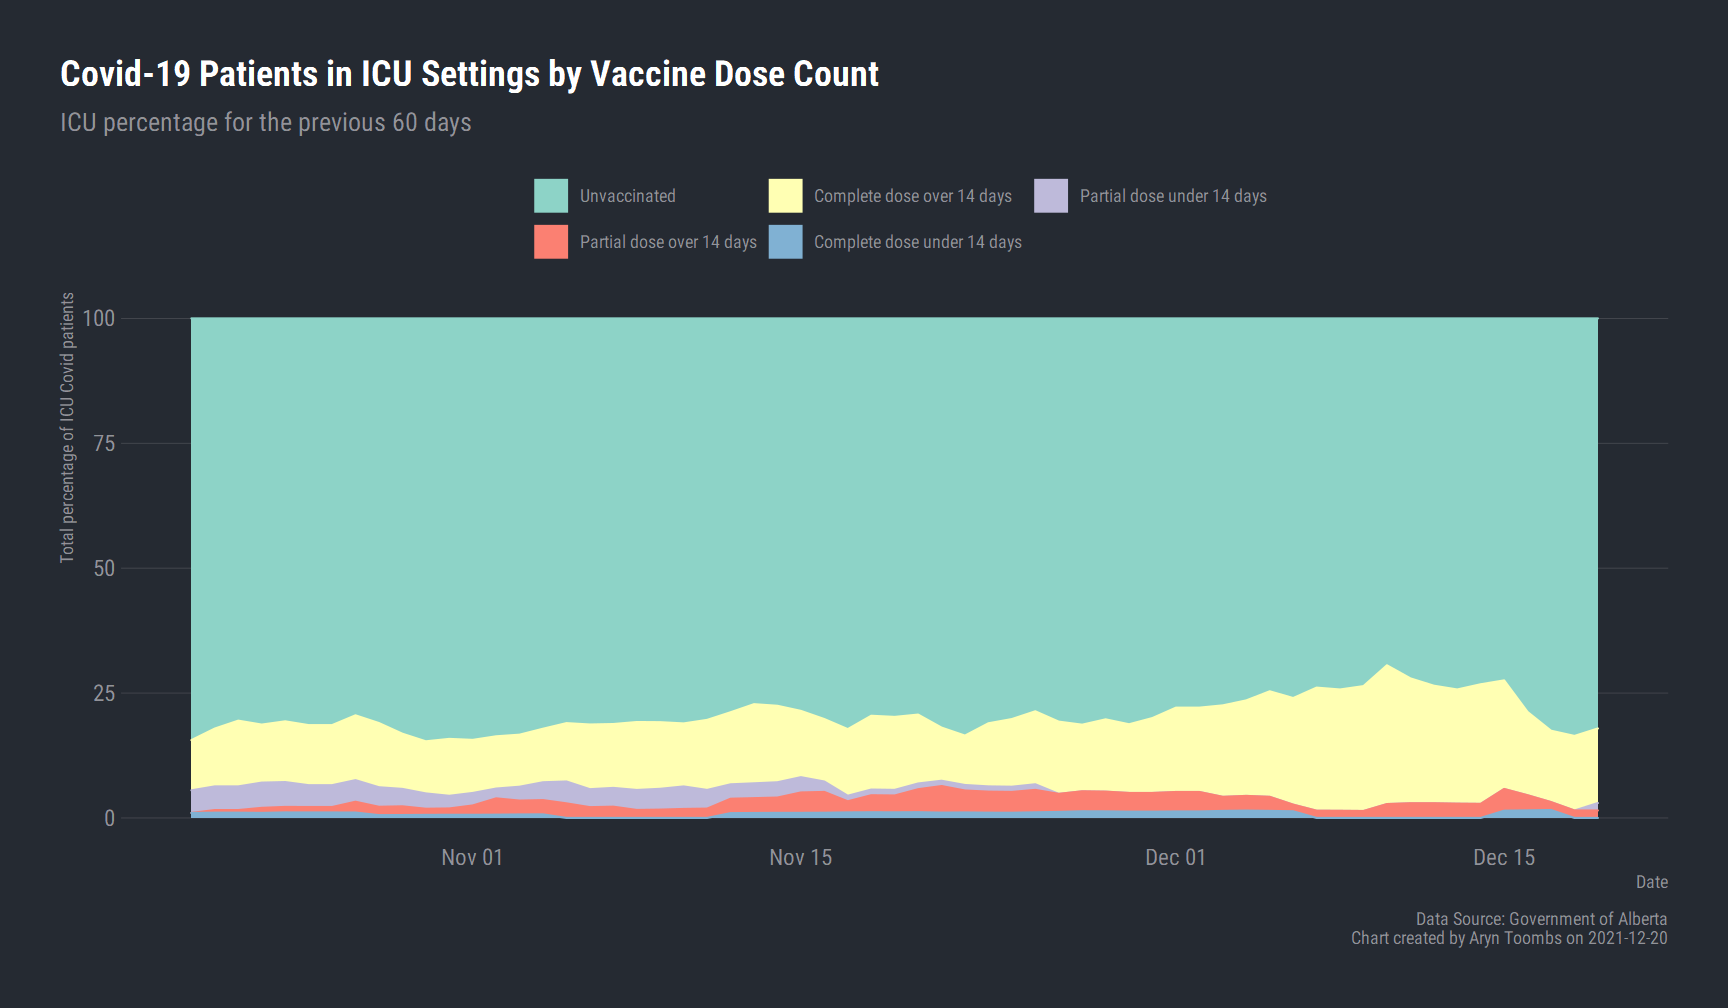 Covid-19 Patients in ICU Settings by Vaccine Dose Count
ICU percentage for the previous 60 days
Unvaccinated
Complete dose over 14 days
Partial dose under 14 days
Partial dose over 14 days
Complete dose under 14 days
Total percentage of ICU Covid patients
100
75
50
25
0
Nov 01
Nov 15
Dec 01
Dec 15
Date
Data Source: Government of Alberta
Chart created by Aryn Toombs on 2021-12-20